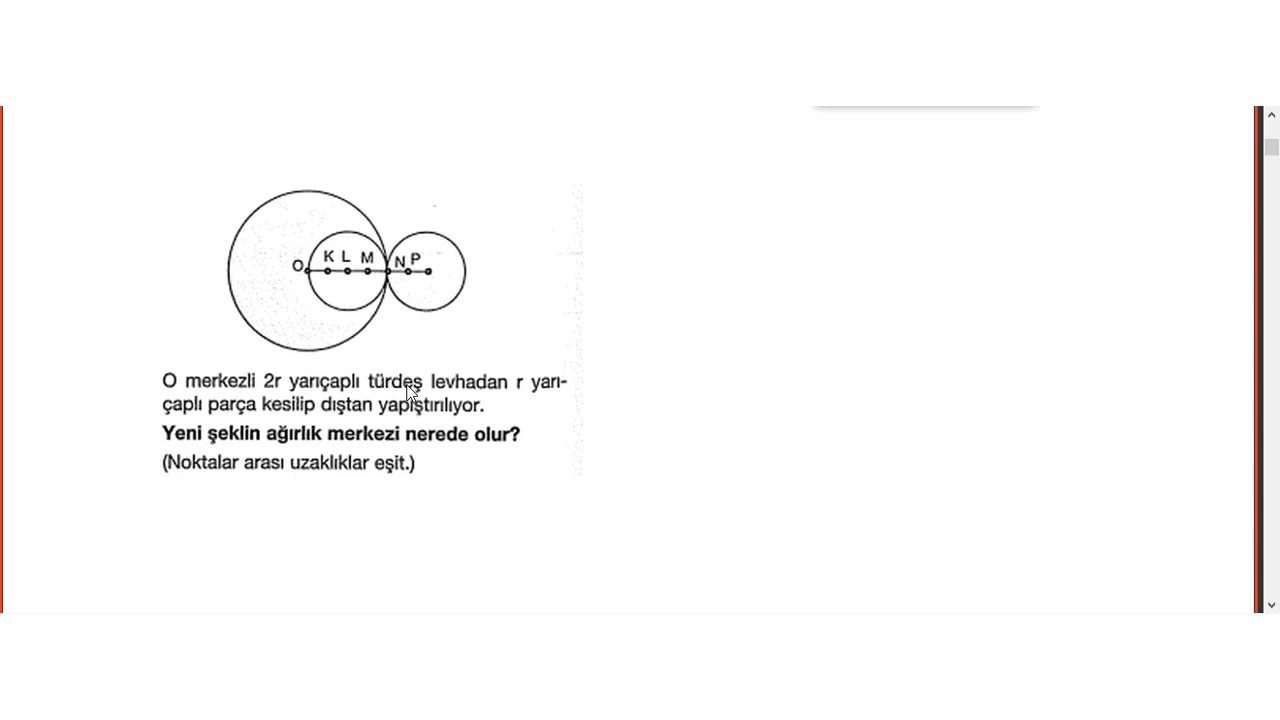 O K L M N P
O merkezli 2r yarıçaplı türdeş levhadan r yarı-
çaplı parça kesilip dıştan yapıştırılıyor.
Yeni şeklin ağırlık merkezi nerede olur?
(Noktalar arası uzaklıklar eşit.)